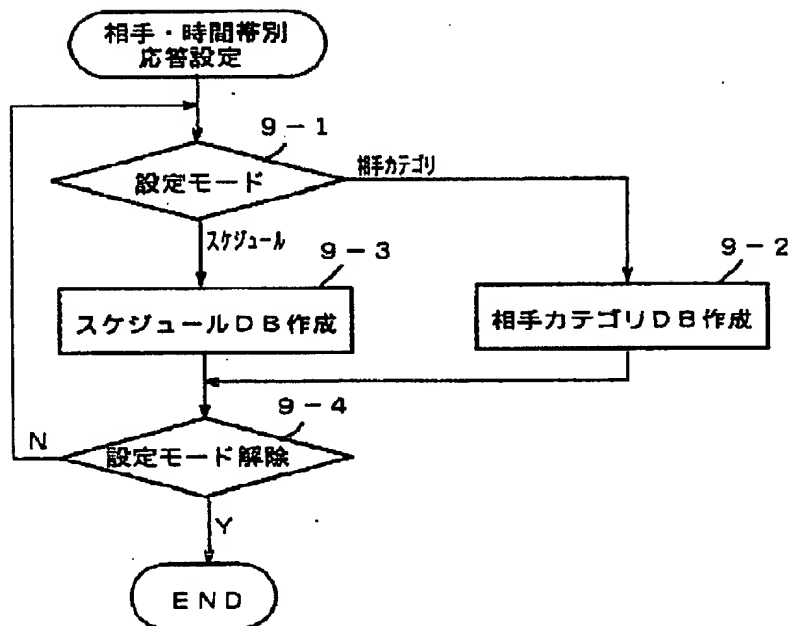 相手・時間帯別
応答設定
9－1
設定モード
相手カテゴリ
スケジュール
9－3
9－2
スケジュールDB作成
相手カテゴリDB作成
9－4
N
設定モード解除
Y
END